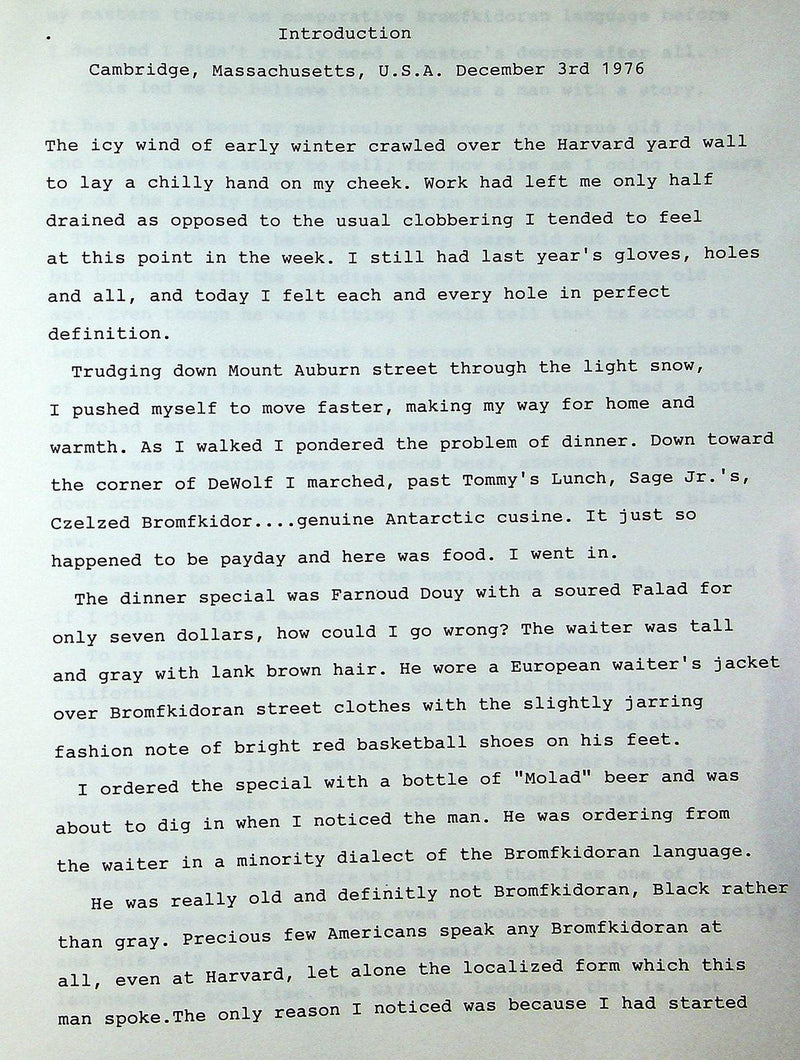 Introduction
Cambridge, Massachusetts, U.S.A. December 3rd 1976
The icy wind of early winter crawled over the Harvard yard wall
to lay a chilly hand on my cheek. Work had left me only half
drained as opposed to the usual clobbering I tended to feel
at this point in the week. I still had last year's gloves, holes
and all, and today I felt each and every hole in perfect
definition.
Trudging down Mount Auburn street through the light snow,
I pushed myself to move faster, making my way for home and
warmth. As I walked I pondered the problem of dinner. Down toward
the corner of DeWolf I marched, past Tommy's Lunch, Sage Jr.'s,
Czelzed Bromfkidor....genuine Antarctic cusine. It just so
happened to be payday and here was food. I went in.
The dinner special was Farnoud Douy with a soured Falad for
only seven dollars, how could I go wrong? The waiter was tall
and gray with lank brown hair. He wore a European waiter's jacket
over Bromfkidoran street clothes with the slightly jarring
fashion note of bright red basketball shoes on his feet.
I ordered the special with a bottle of "Molad" beer and was
about to dig in when I noticed the man. He was ordering from
the waiter in a minority dialect of the Bromfkidoran language.
He was really old and definitly not Bromfkidoran, Black rather
than gray. Precious few Americans speak any Bromfkidoran at
all, even at Harvard, let alone the localized form which this
man spoke.The only reason I noticed was because I had started